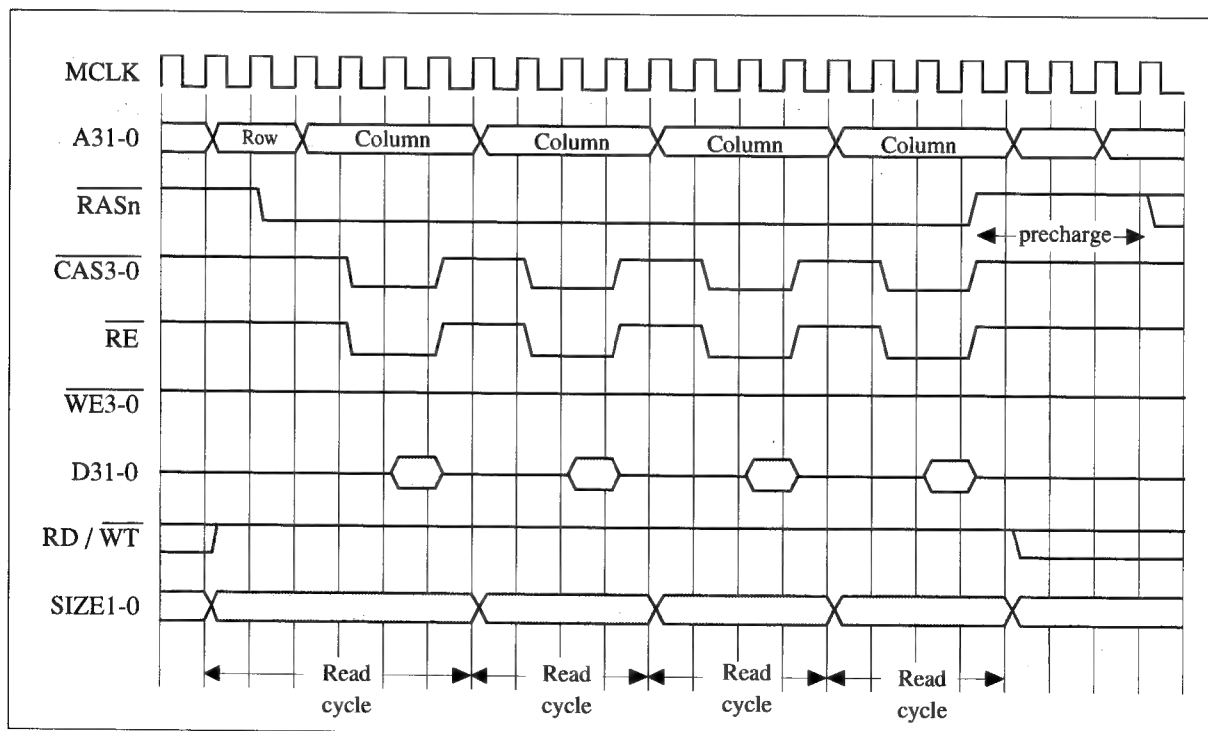 MCLK
A31-0
Row
Column
Column
Column
Column
RASn
precharge
CAS3-0
RE
WE3-0
D31-0
RD / WT
SIZE1-0
Read
cycle
Read
cycle
Read
cycle
Read
cycle